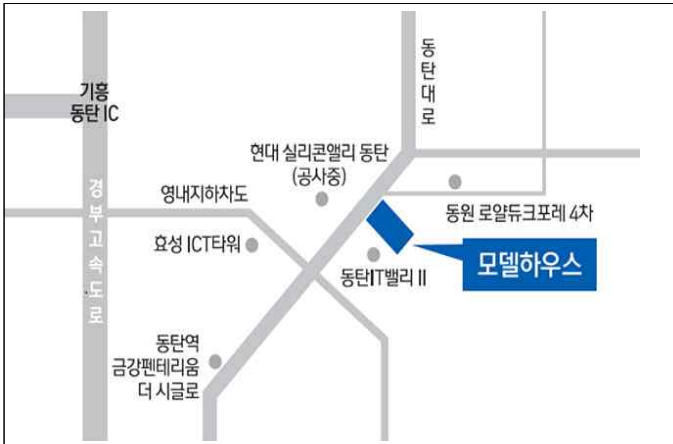 동탄대로
기흥
동탄 IC
현대 실리콘앨리 동탄
(공사중)
영내지하차도
동원 로얄듀크포레 4차
경부고속도로
효성 ICT타워
모델하우스
동탄IT밸리 II
동탄역
금강펜테리움
더 시글로